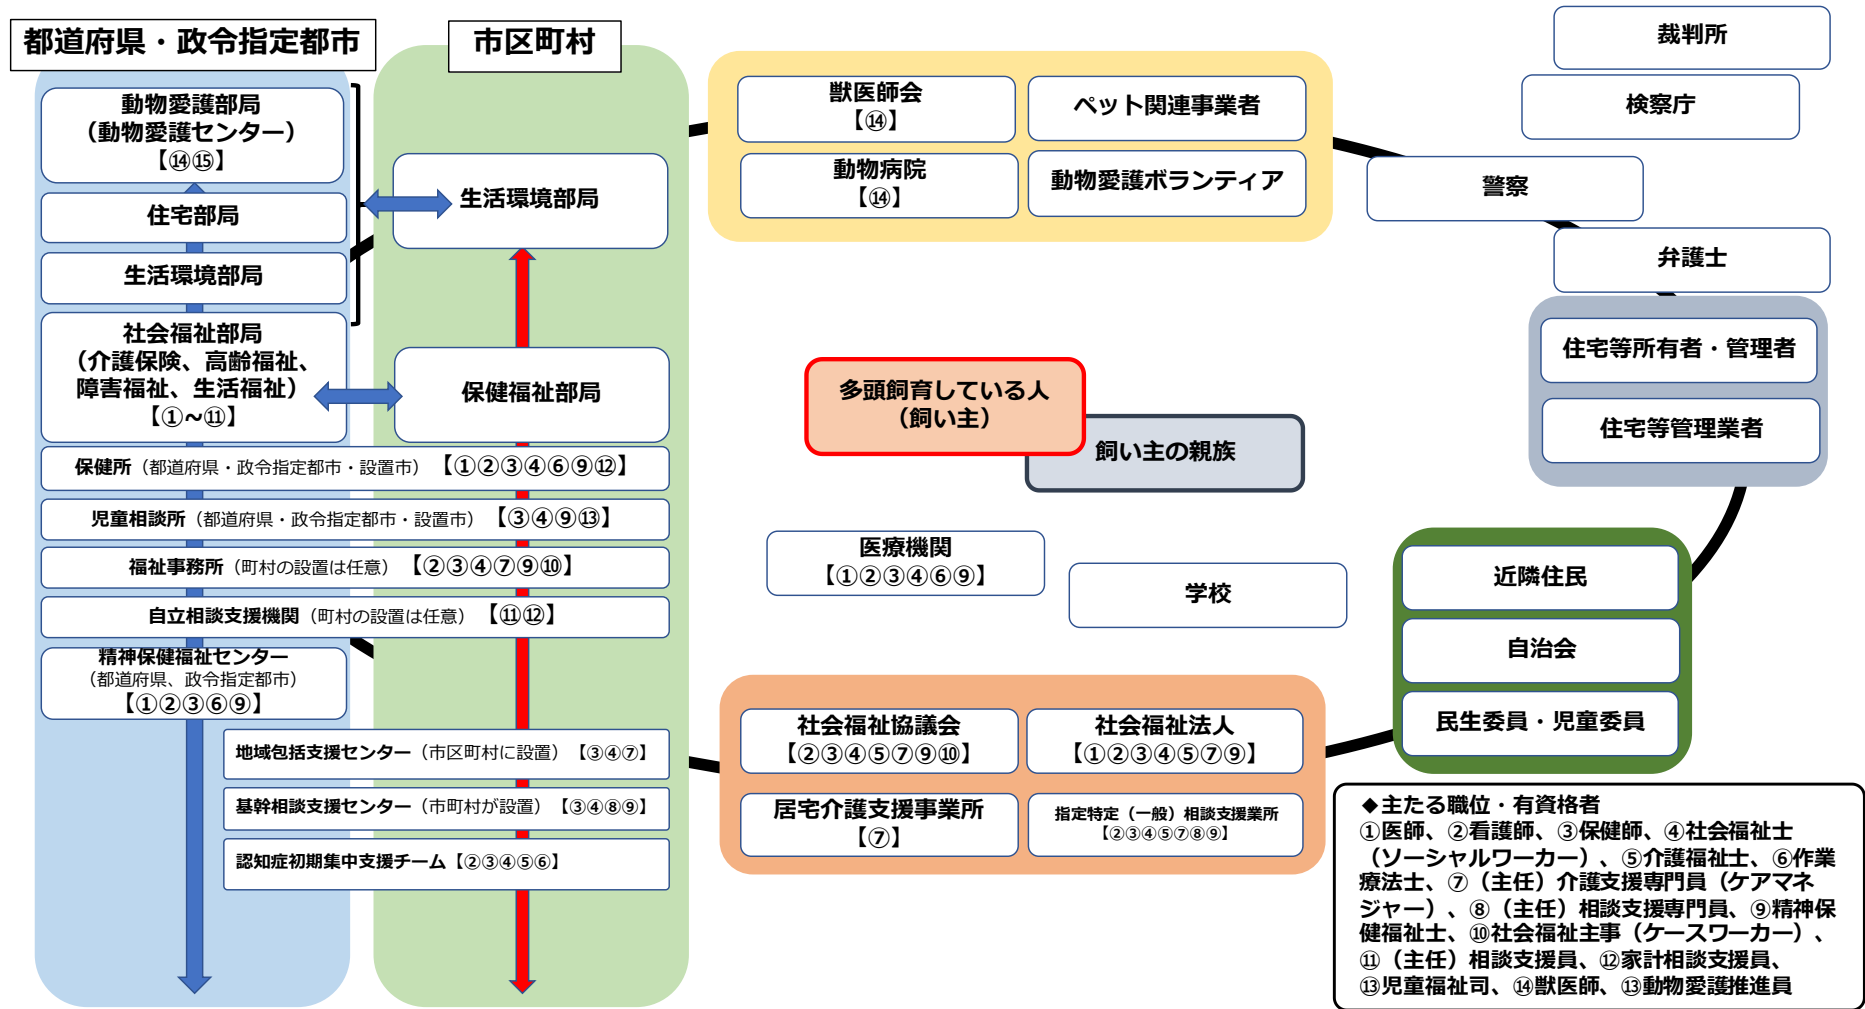 都道府県・政令指定都市
市区町村
動物愛護部局
（動物愛護センター）
【⑭⑮】
住宅部局
生活環境部局
社会福祉部局
（介護保険、高齢福祉、
障害福祉、生活福祉）
【①~⑪】
生活環境部局
保健福祉部局
保健所（都道府県・政令指定都市・設置市）【①②③④⑥⑨⑫】
児童相談所（都道府県・政令指定都市・設置市）【③④⑨⑬】
福祉事務所（町村の設置は任意）【②③④⑦⑨⑩】
自立相談支援機関（町村の設置は任意）【⑪⑫】
精神保健福祉センター
（都道府県、政令指定都市）
【①②③⑥⑨】
地域包括支援センター（市区町村に設置）【③④⑦】
基幹相談支援センター（市町村が設置）【③④⑧⑨】
認知症初期集中支援チーム【②③④⑤⑥】
獣医師会
【⑭】
ペット関連事業者
動物病院
【⑭】
動物愛護ボランティア
裁判所
検察庁
警察
弁護士
住宅等所有者・管理者
住宅等管理業者
多頭飼育している人
（飼い主）
飼い主の親族
医療機関
【①②③④⑥⑨】
学校
近隣住民
自治会
民生委員・児童委員
社会福祉協議会
【②③④⑤⑦⑨⑩】
社会福祉法人
【①②③④⑤⑦⑨】
居宅介護支援事業所
【⑦】
指定特定（一般）相談支援業所
【②③④⑤⑦⑧⑨】
◆主たる職位・有資格者
①医師、②看護師、③保健師、④社会福祉士
（ソーシャルワーカー）、⑤介護福祉士、⑥作業
療法士、⑦（主任）介護支援専門員（ケアマネ
ジャー）、⑧（主任）相談支援専門員、⑨精神保
健福祉士、⑩社会福祉主事（ケースワーカー）、
⑪（主任）相談支援員、⑫家計相談支援員、
⑬児童福祉司、⑭獣医師、⑬動物愛護推進員